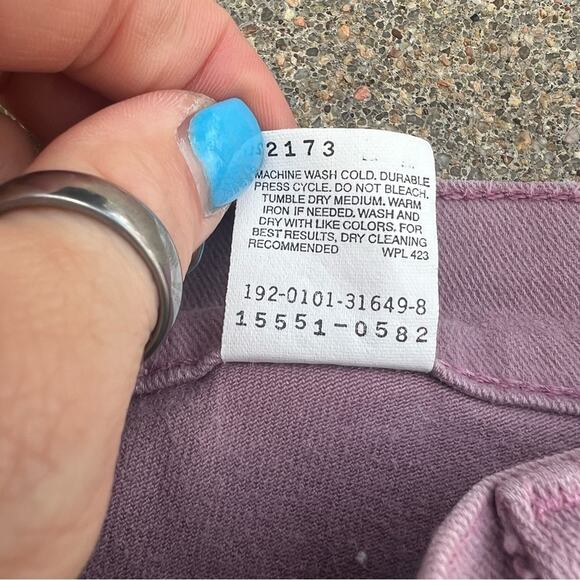 2173
MACHINE WASH COLD. DURABLE
PRESS CYCLE. DO NOT BLEACH.
TUMBLE DRY MEDIUM. WARM
IRON IF NEEDED. WASH AND
DRY WITH LIKE COLORS. FOR
BEST RESULTS, DRY CLEANING
RECOMMENDED WPL 423
192-0101-31649-8
15551-0582